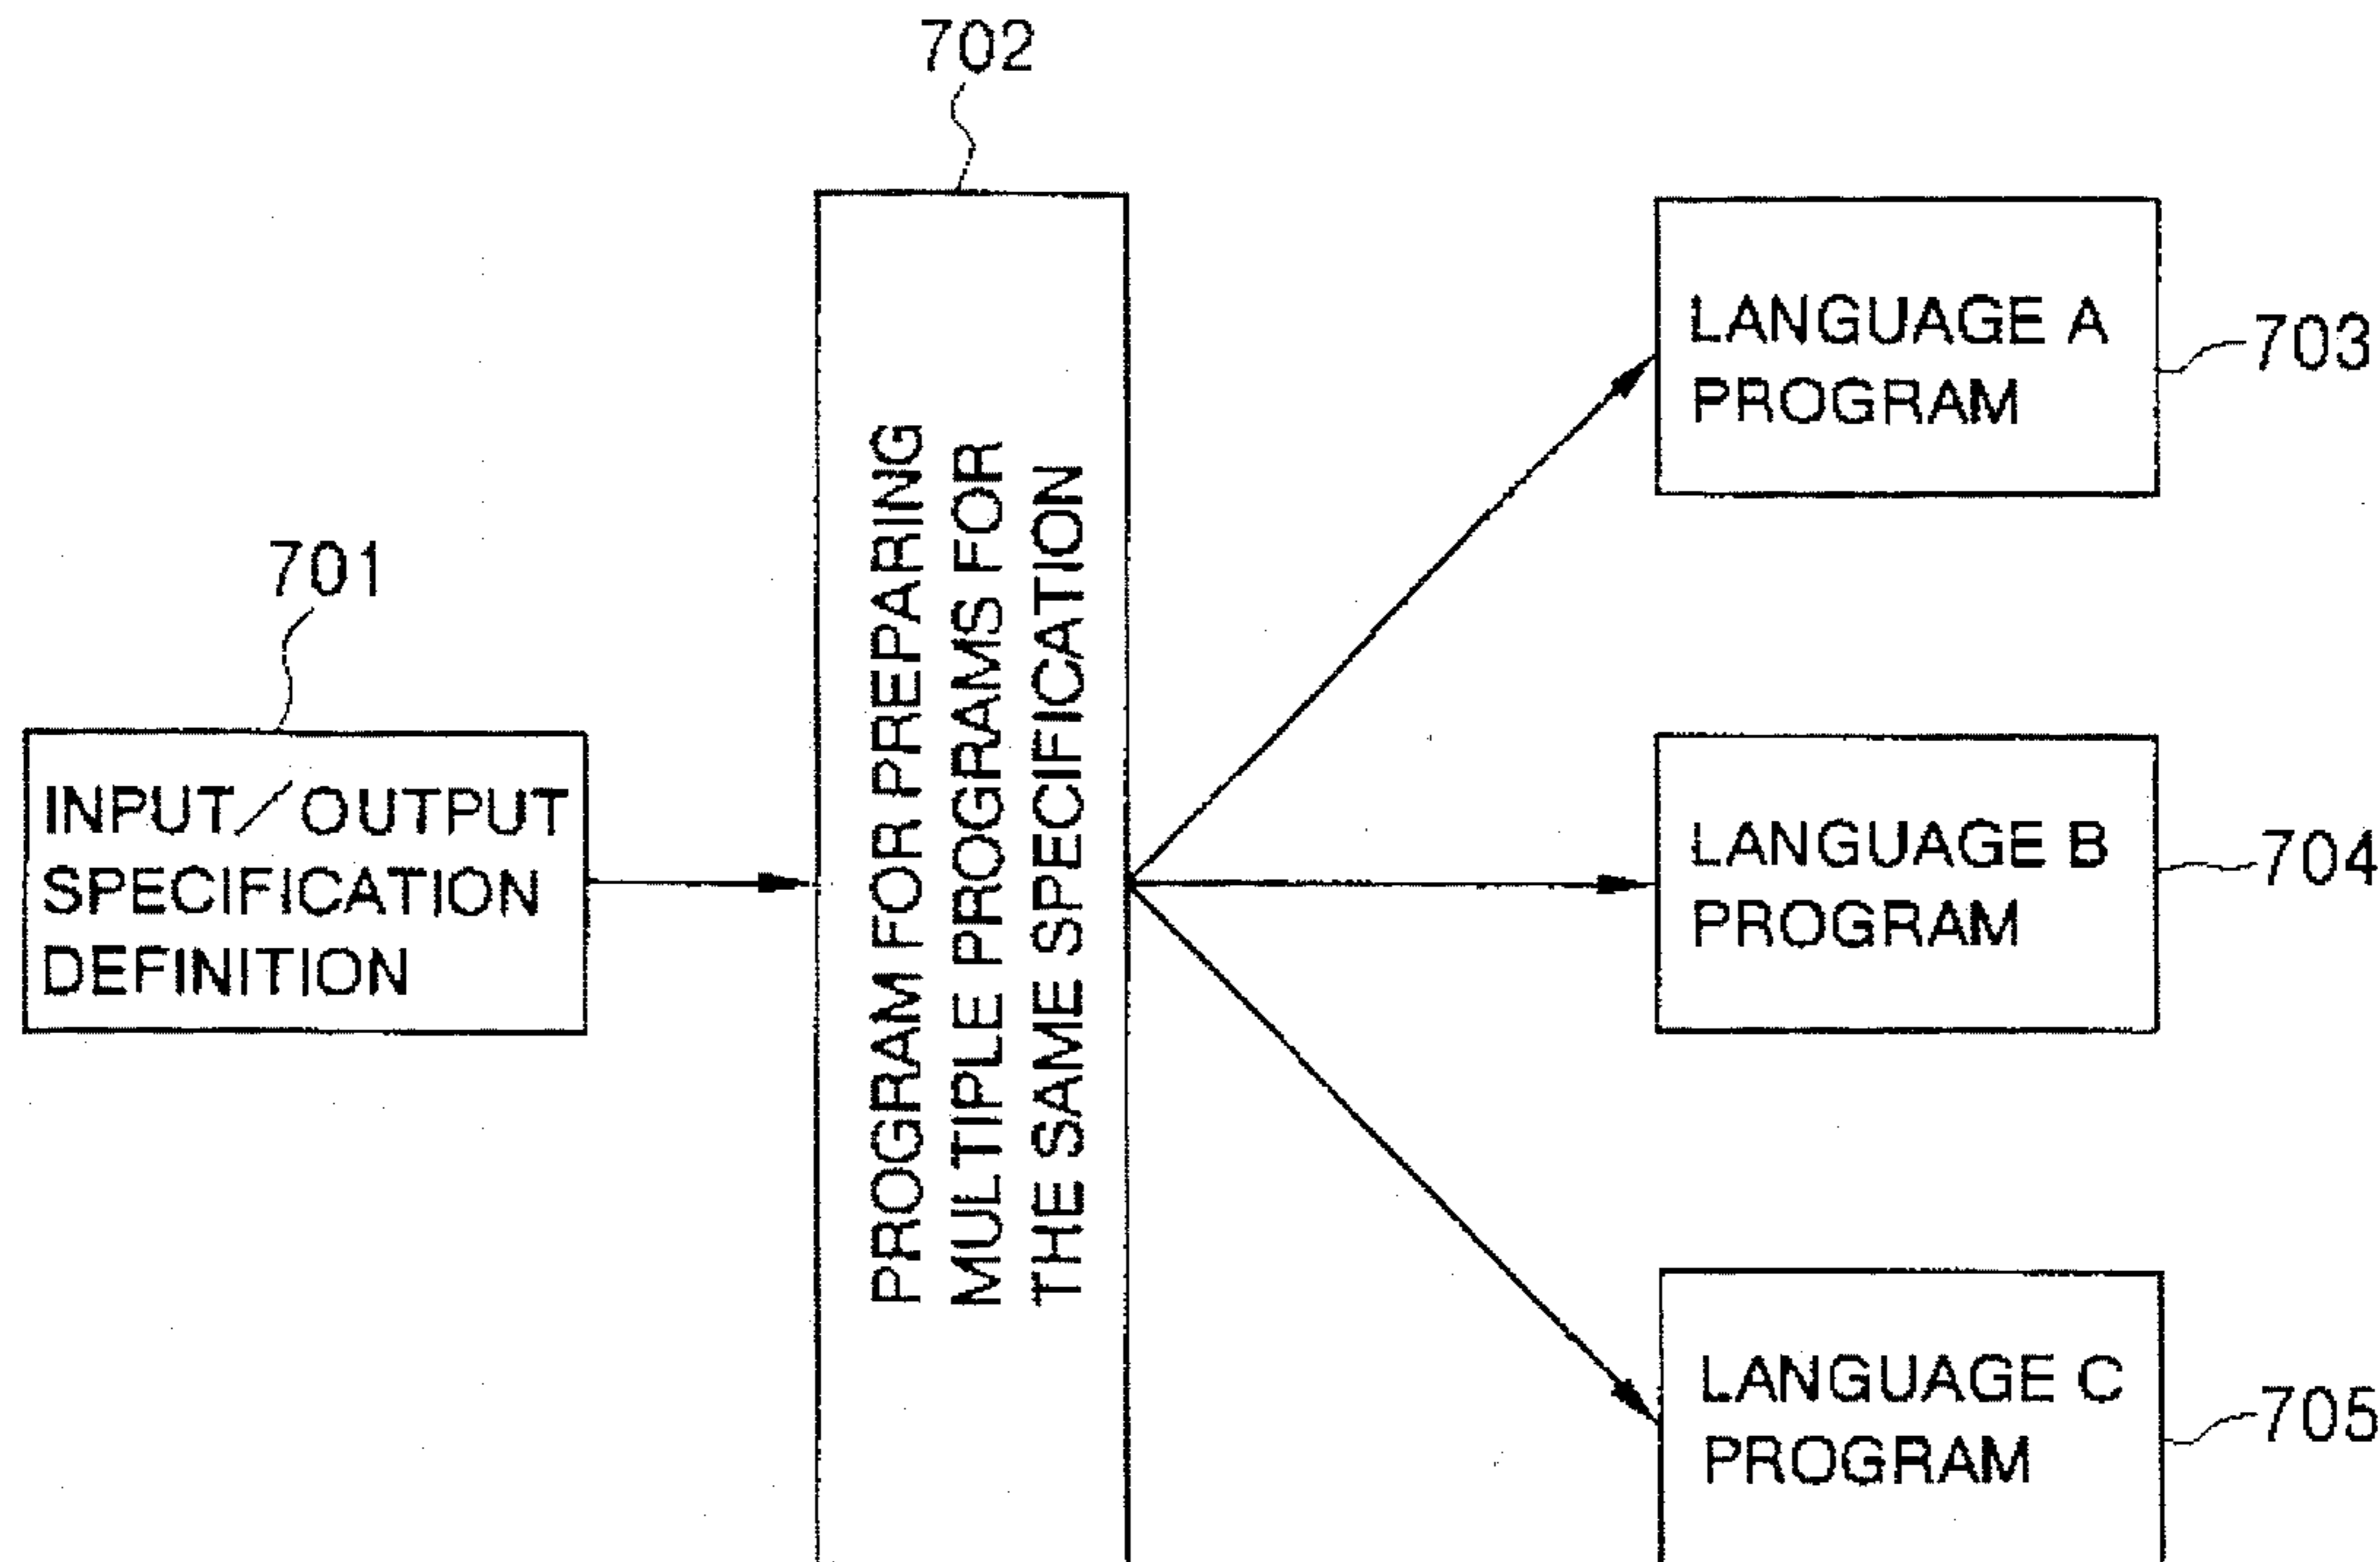 702
701
INPUT/OUTPUT
SPECIFICATION
DEFINITION
PROGRAM FOR PREPARING
MULTIPLE PROGRAMS FOR
THE SAME SPECIFICATION
LANGUAGE A
PROGRAM
703
LANGUAGE B
PROGRAM
704
LANGUAGE C
PROGRAM
705